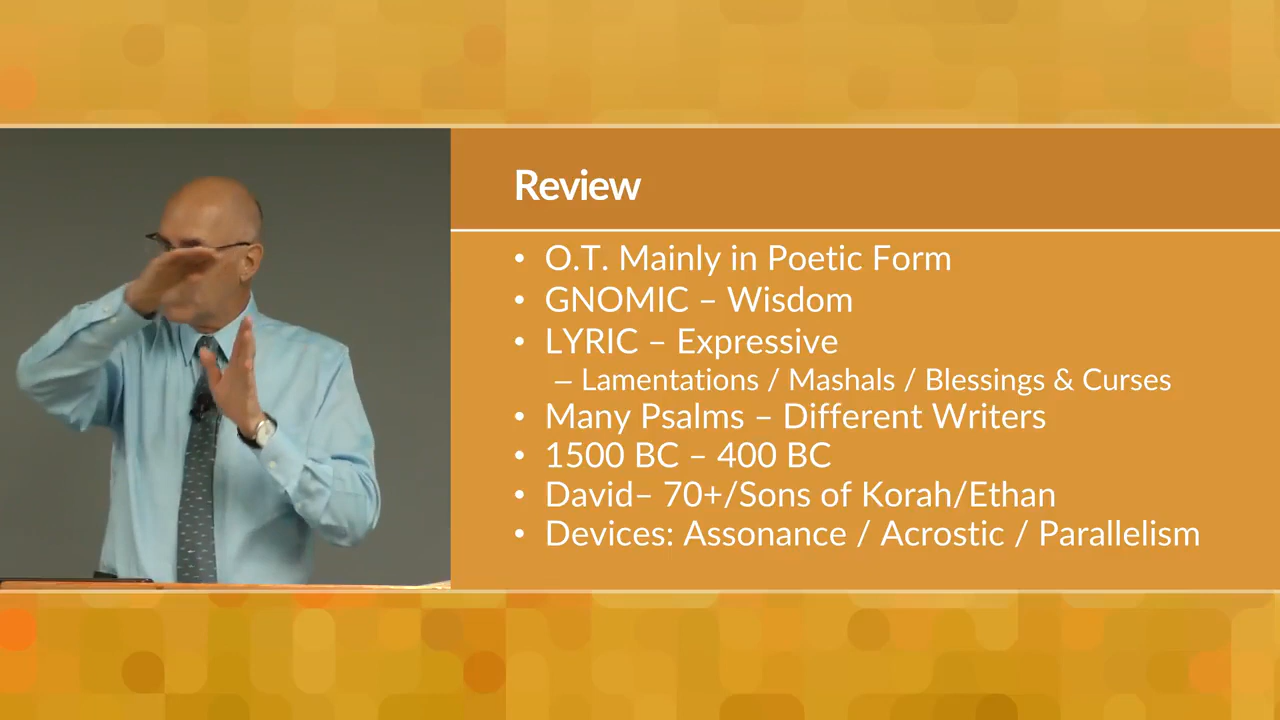 Review
• O.T. Mainly in Poetic Form
• GNOMIC – Wisdom
• LYRIC – Expressive
– Lamentations / Mashals / Blessings & Curses
• Many Psalms – Different Writers
• 1500 BC – 400 BC
• David– 70+/Sons of Korah/Ethan
• Devices: Assonance / Acrostic / Parallelism